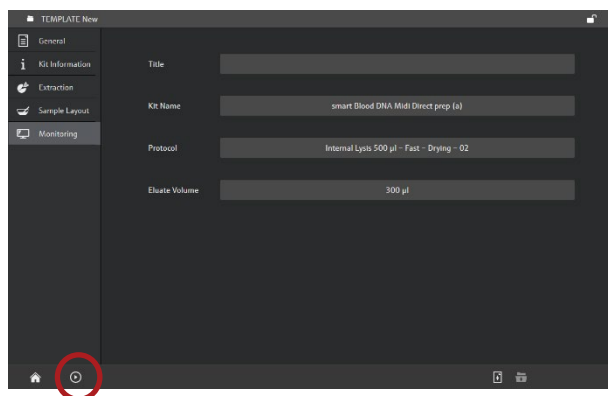 TEMPLATE New
General
Kit Information
Extraction
Sample Layout
Monitoring
Title
Kit Name
smart Blood DNA Midi Direct prep (a)
Protocol
Internal Lysis 500 µl - Fast - Drying - 02
Eluate Volume
300 µl